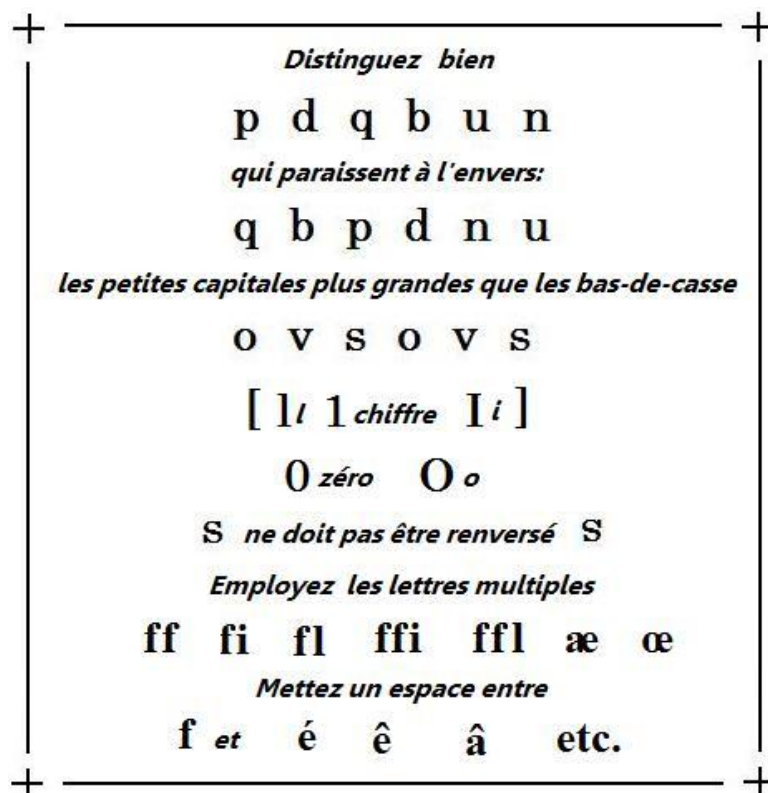 Distinguez bien
p d q b u n
qui paraissent à l'envers:
q b p d n u
les petites capitales plus grandes que les bas-de-casse
o v s o v s
[ l l 1 chiffre I i ]
0 zéro O o
s ne doit pas être renversé s
Employez les lettres multiples
ff fi fl ffi ffl æ œ
Mettez un espace entre
f et é ê â etc.